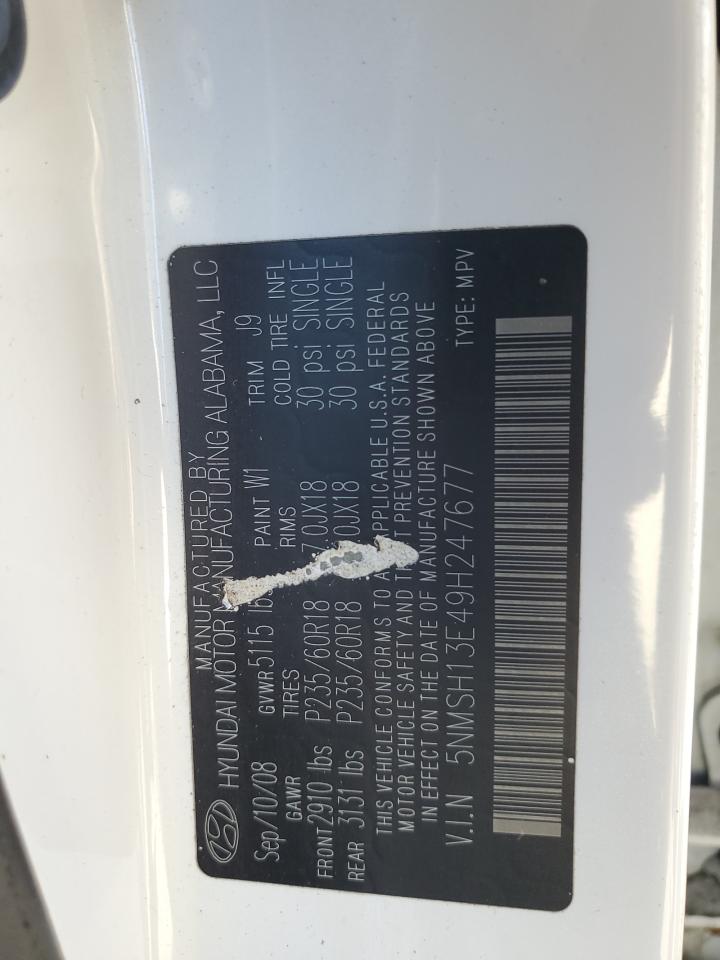 MANUFACTURED BY
HYUNDAI MOTOR MANUFACTURING ALABAMA, LLC
Sep/10/08 GVWR 5115 lbs PAINT W1 TRIM J9
GAWR TIRES RIMS COLD TIRE INFL
FRONT 2910 lbs P235/60R18 7.0JX18 30 psi SINGLE
REAR 3131 lbs P235/60R18 7.0JX18 30 psi SINGLE
THIS VEHICLE CONFORMS TO APPLICABLE U.S.A. FEDERAL
MOTOR VEHICLE SAFETY AND PREVENTION STANDARDS
IN EFFECT ON THE DATE OF MANUFACTURE SHOWN ABOVE
V.I.N 5NMSH13E49H247677 TYPE: MPV